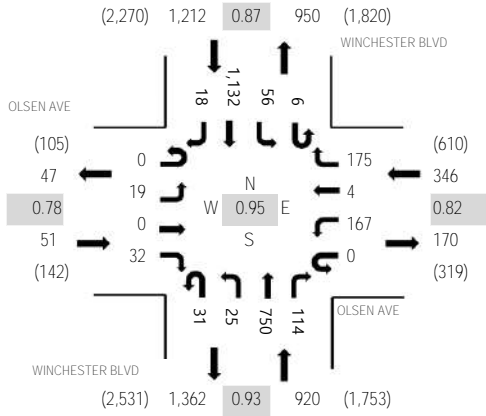 (2,270) 1,212 0.87 950 (1,820)
WINCHESTER BLVD
18 1,132 56 6
OLSEN AVE
(105) (610)
0 175
47 346
19 N 4
0.78 W 0.95 E 0.82
0 S 167
51 170
32 0
(142) (319)
31 25 750 114
OLSEN AVE
WINCHESTER BLVD
(2,531) 1,362 0.93 920 (1,753)